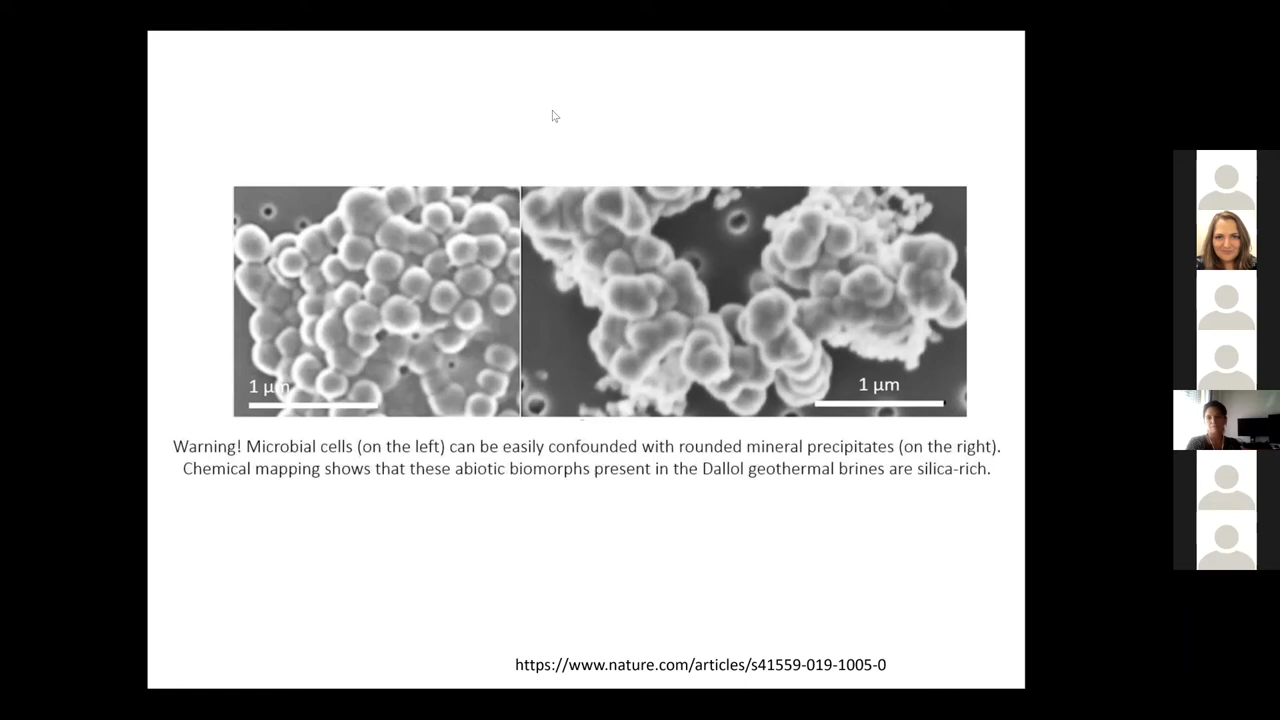 1 μm
1 μm
Warning! Microbial cells (on the left) can be easily confounded with rounded mineral precipitates (on the right).
Chemical mapping shows that these abiotic biomorphs present in the Dallol geothermal brines are silica-rich.
https://www.nature.com/articles/s41559-019-1005-0